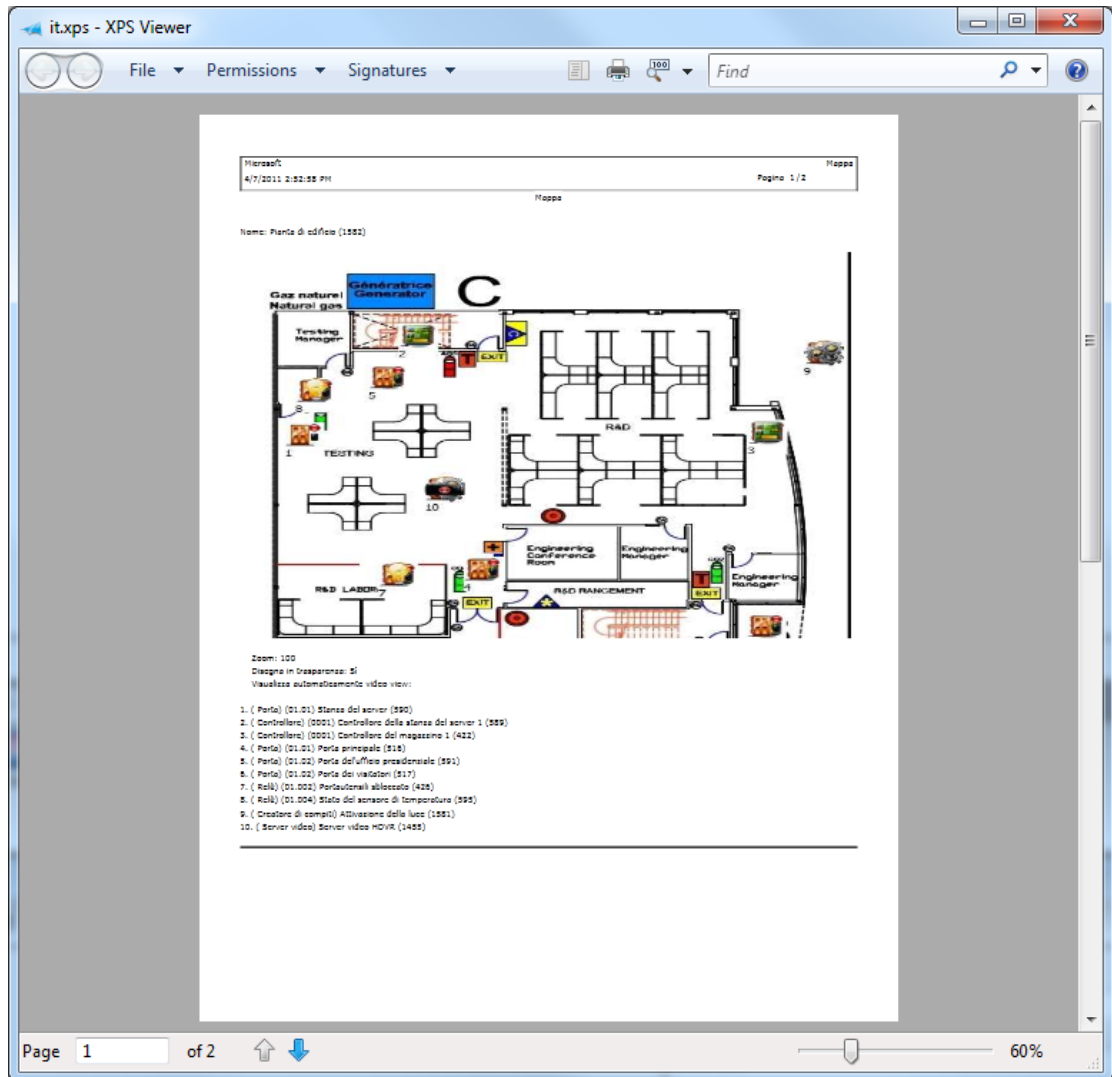 it.xps - XPS Viewer
File Permissions Signatures Find
Microsoft Mappa
4/7/2011 2:52:58 PM Pagina 1/2
Mappa
Nome: Pianta di edificio (1582)
Génératrice
Generator
C
Gaz naturel
Natural gas
Testing
Manager
2
EXIT
9
5
8
R&D
3
1 TESTING
10
Engineering
Conference
Room
Engineering
Manager
Engineering
Manager
R&D LABOR 7
4
R&D RANGEMENT
EXIT
EXIT
Zoom: 100
Disegna in trasparenza: Sì
Visualizza automaticamente video view:
1. ( Porta) (01.01) Stanza del server (590)
2. ( Controllore) (0001) Controllore della stanza del server 1 (589)
3. ( Controllore) (0001) Controllore del magazzino 1 (422)
4. ( Porta) (01.01) Porta principale (516)
5. ( Porta) (01.02) Porta dell'ufficio presidenziale (591)
6. ( Porta) (01.02) Porta dei visitatori (517)
7. ( Relè) (01.002) Portautensili sbloccato (426)
8. ( Relè) (01.004) Stato del sensore di temperatura (595)
9. ( Creatore di compiti) Attivazione della luce (1581)
10. ( Server video) Server video HDVR (1455)
Page 1 of 2 60%